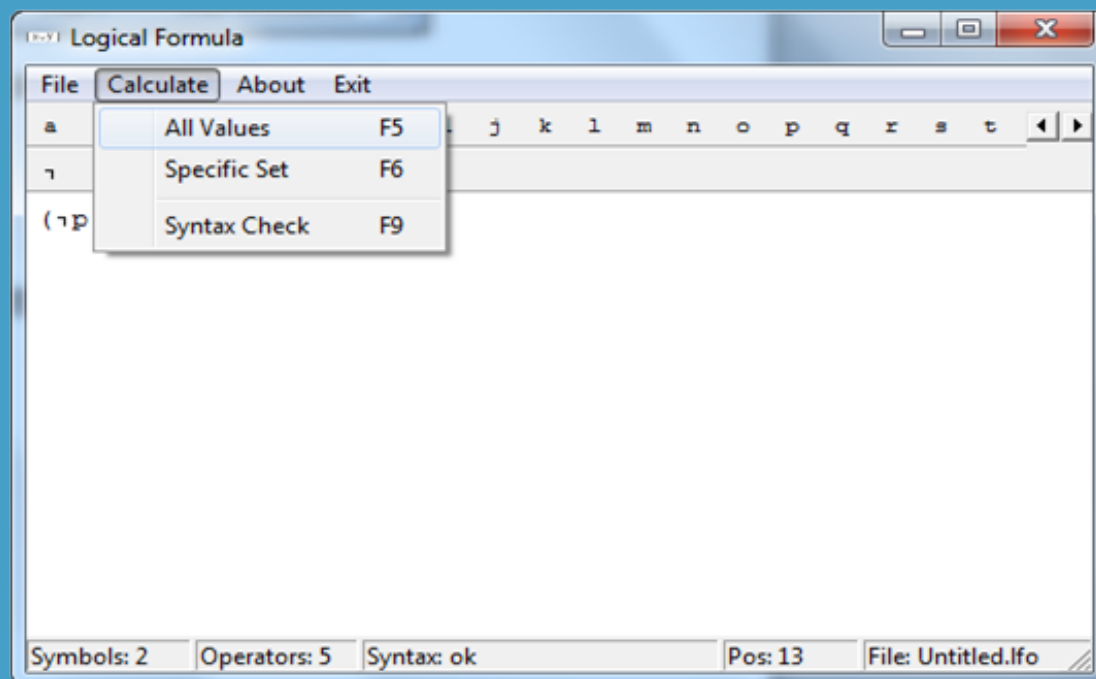 Logical Formula
File Calculate About Exit
a j k l m n o p q r s t
All Values F5
¬
Specific Set F6
(¬p
Syntax Check F9
Symbols: 2 Operators: 5 Syntax: ok Pos: 13 File: Untitled.lfo